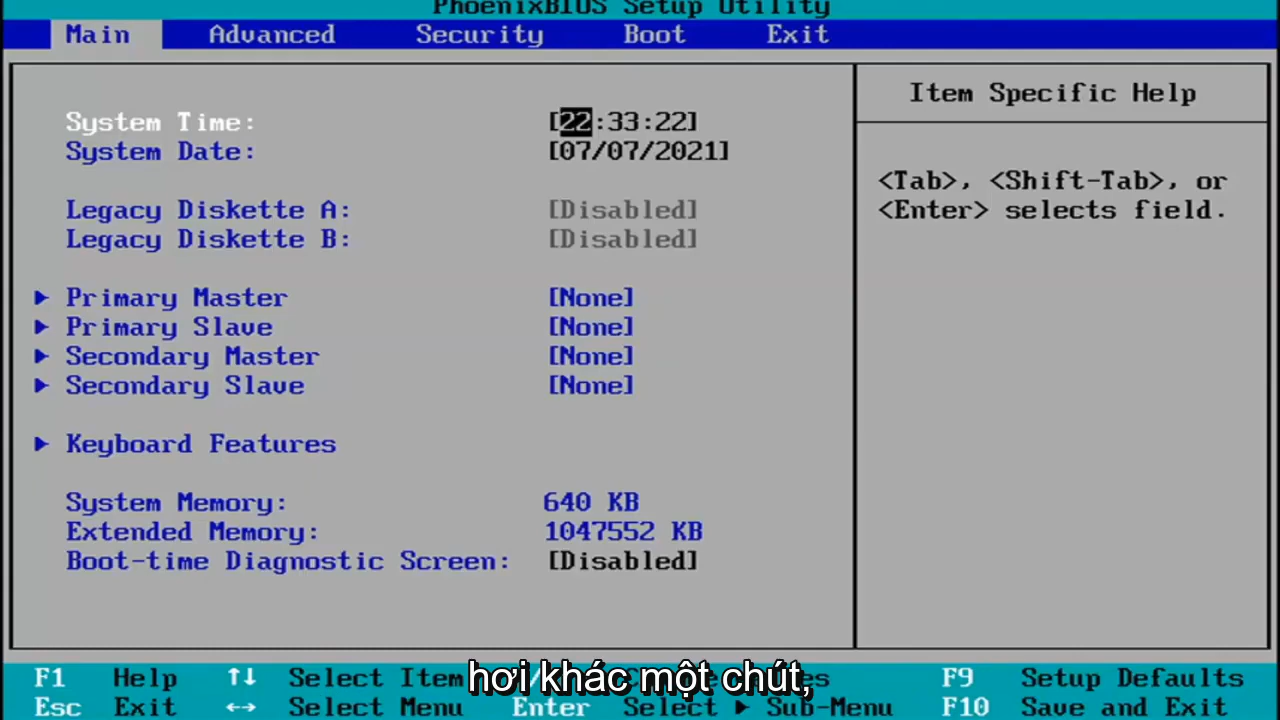 PhoenixBIOS Setup Utility
Main Advanced Security Boot Exit
Item Specific Help
System Time: [22:33:22]
System Date: [07/07/2021]
<Tab>, <Shift-Tab>, or
<Enter> selects field.
Legacy Diskette A: [Disabled]
Legacy Diskette B: [Disabled]
Primary Master [None]
Primary Slave [None]
Secondary Master [None]
Secondary Slave [None]
Keyboard Features
System Memory: 640 KB
Extended Memory: 1047552 KB
Boot-time Diagnostic Screen: [Disabled]
F1 Help ↑↓ Select Item F9 Setup Defaults
hơi khác một chút,
Esc Exit ↔ Select Menu Enter Select ▶ Sub-Menu F10 Save and Exit